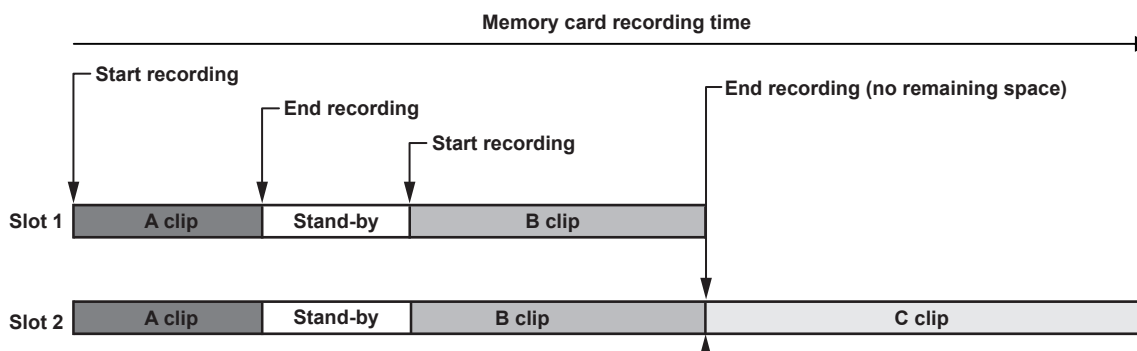 Memory card recording time
Start recording
End recording (no remaining space)
End recording
Start recording
Slot 1 A clip Stand-by B clip
Slot 2 A clip Stand-by B clip C clip